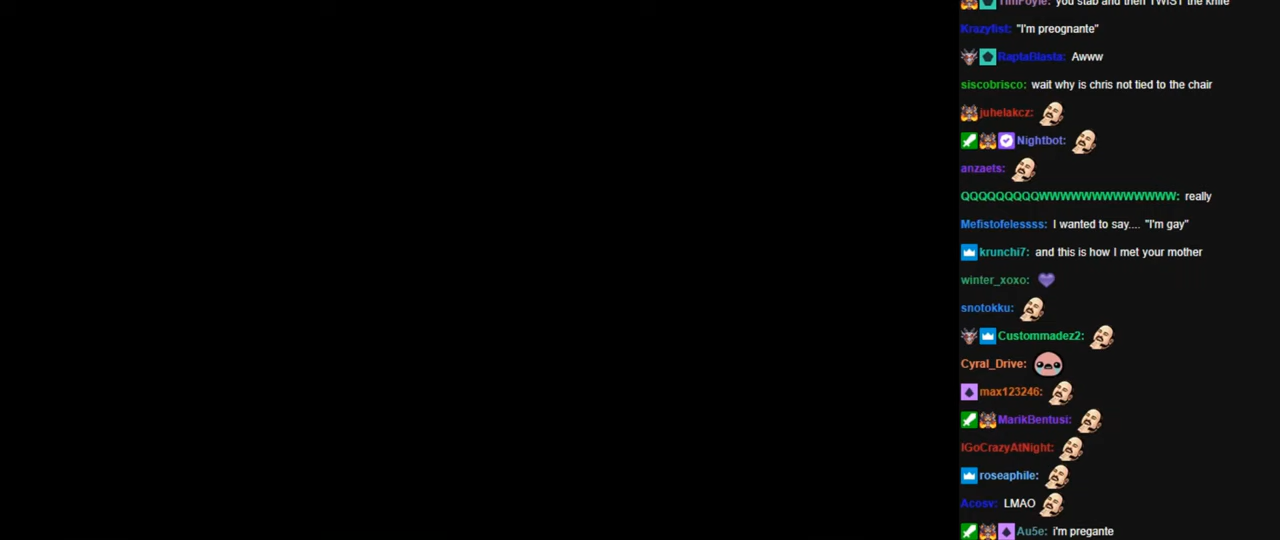 TimFoyle: you stab and then TWIST the knife
Krazyfist: "I'm preognante"
RaptaBlasta: Awww
siscobrisco: wait why is chris not tied to the chair
juhelakcz:
Nightbot:
anzaets:
QQQQQQQQQWWWWWWWWWWWWW: really
Mefistofelessss: I wanted to say.... "I'm gay"
krunchi7: and this is how I met your mother
winter_xoxo:
snotokku:
Custommadez2:
Cyral_Drive:
max123246:
MarikBentusi:
IGoCrazyAtNight:
roseaphile:
Acosv: LMAO
Au5e: i'm pregante